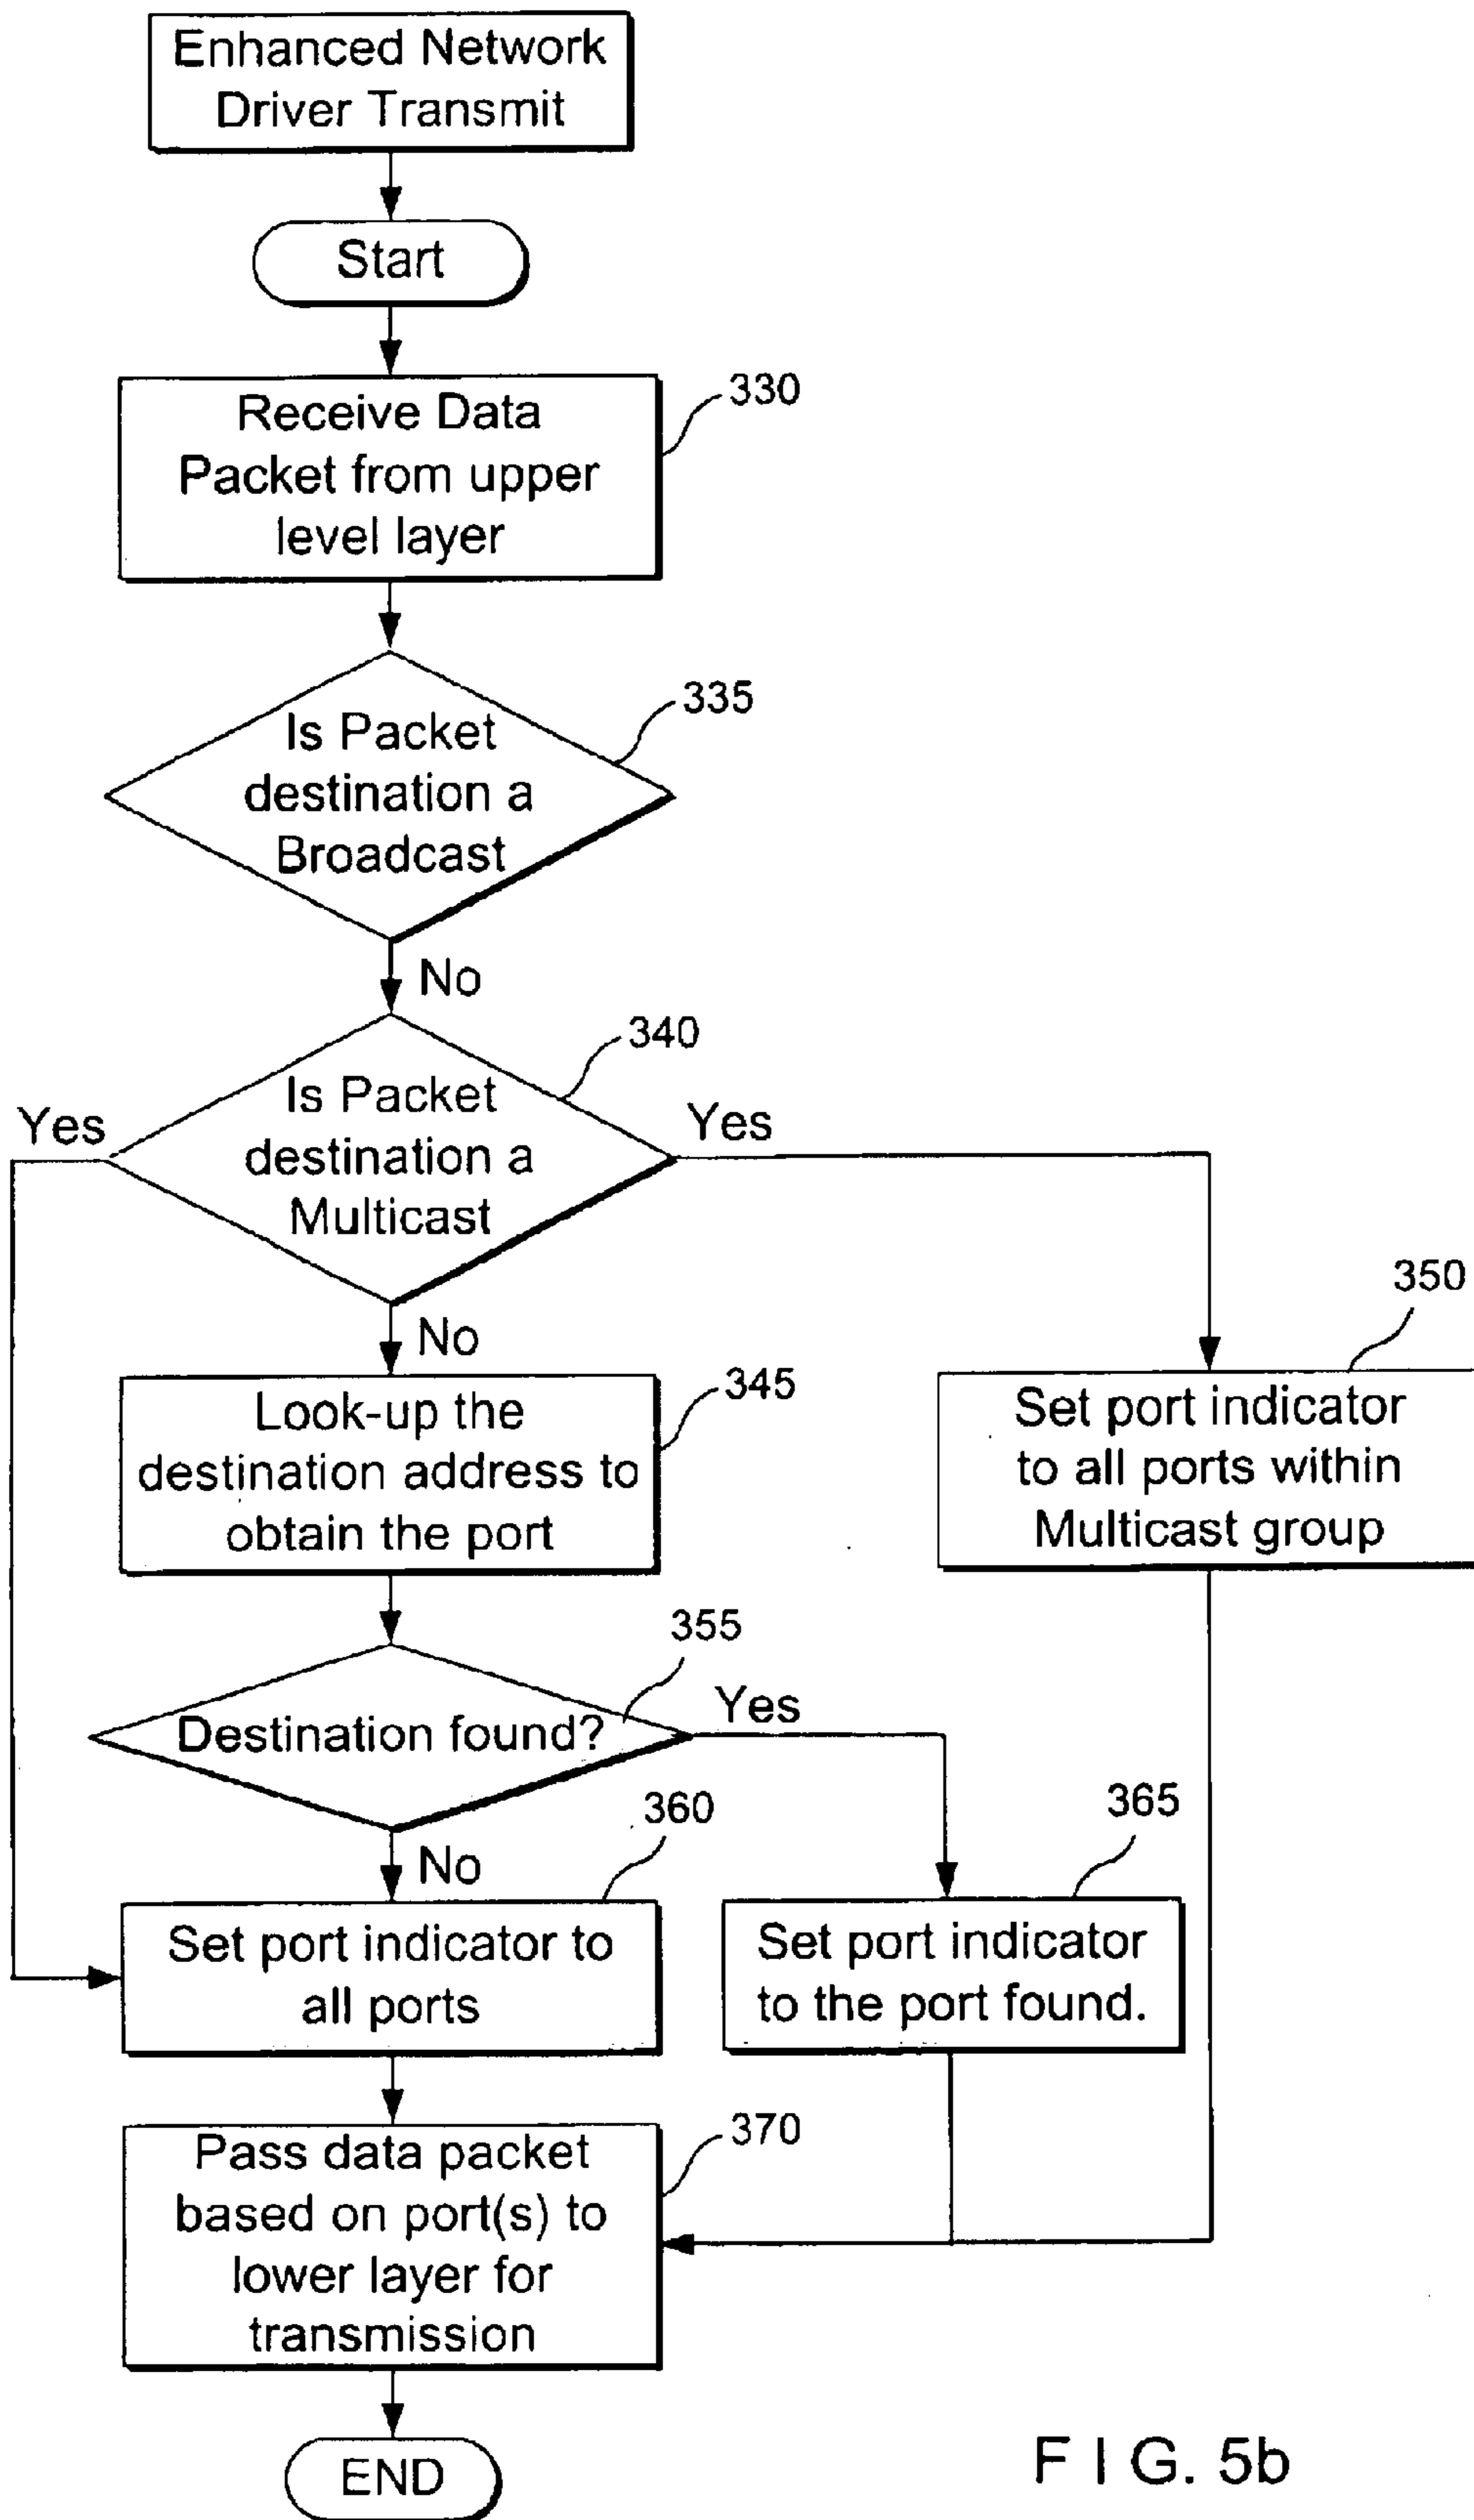 Enhanced Network
Driver Transmit
Start
330
Receive Data
Packet from upper
level layer
335
Is Packet
destination a
Broadcast
No
340
Is Packet
destination a
Multicast
Yes
Yes
No
350
345
Look-up the
destination address to
obtain the port
Set port indicator
to all ports within
Multicast group
355
Destination found?
Yes
360
365
No
Set port indicator to
all ports
Set port indicator
to the port found.
370
Pass data packet
based on port(s) to
lower layer for
transmission
END
F I G. 5b